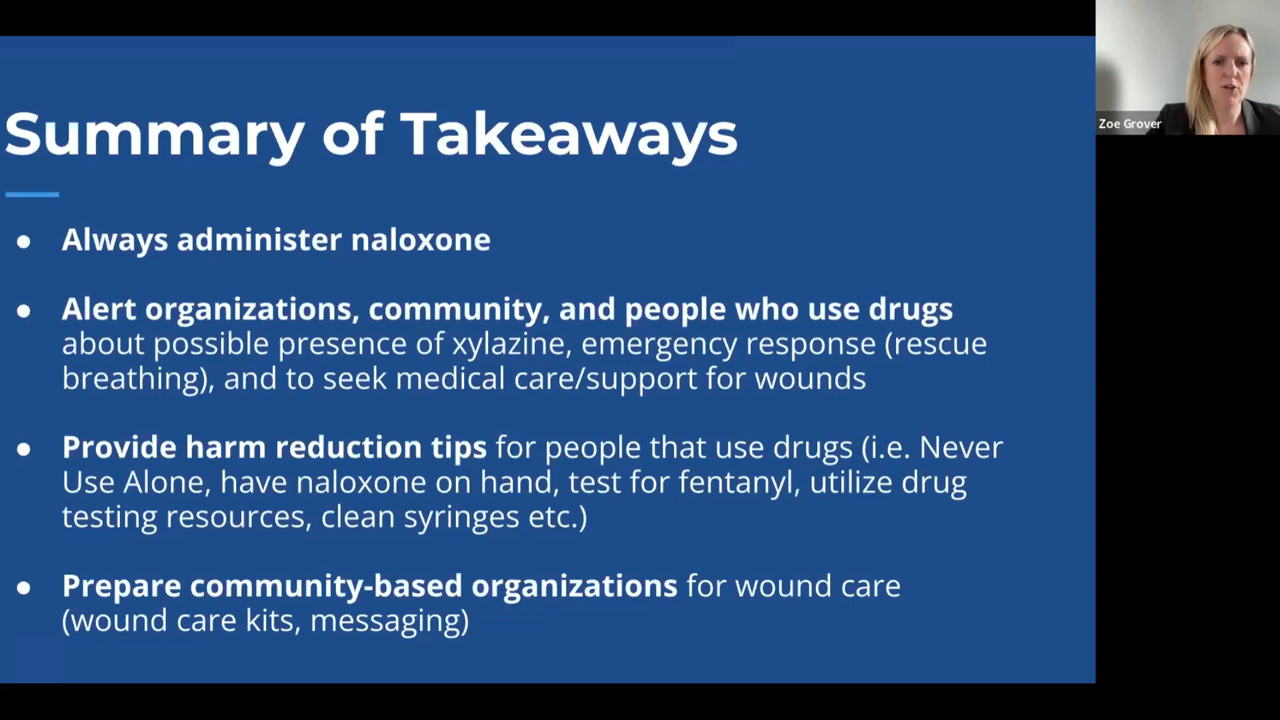 Summary of Takeaways
● Always administer naloxone
● Alert organizations, community, and people who use drugs
about possible presence of xylazine, emergency response (rescue
breathing), and to seek medical care/support for wounds
● Provide harm reduction tips for people that use drugs (i.e. Never
Use Alone, have naloxone on hand, test for fentanyl, utilize drug
testing resources, clean syringes etc.)
● Prepare community-based organizations for wound care
(wound care kits, messaging)
Zoe Grover